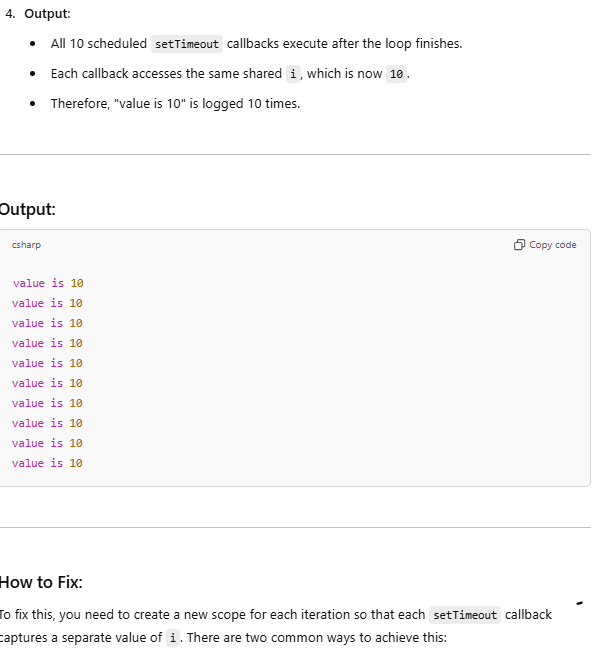 4. Output:
• All 10 scheduled setTimeout callbacks execute after the loop finishes.
• Each callback accesses the same shared i, which is now 10.
• Therefore, "value is 10" is logged 10 times.
Output:
csharp Copy code
value is 10
value is 10
value is 10
value is 10
value is 10
value is 10
value is 10
value is 10
value is 10
value is 10
How to Fix:
To fix this, you need to create a new scope for each iteration so that each setTimeout callback
captures a separate value of i. There are two common ways to achieve this: